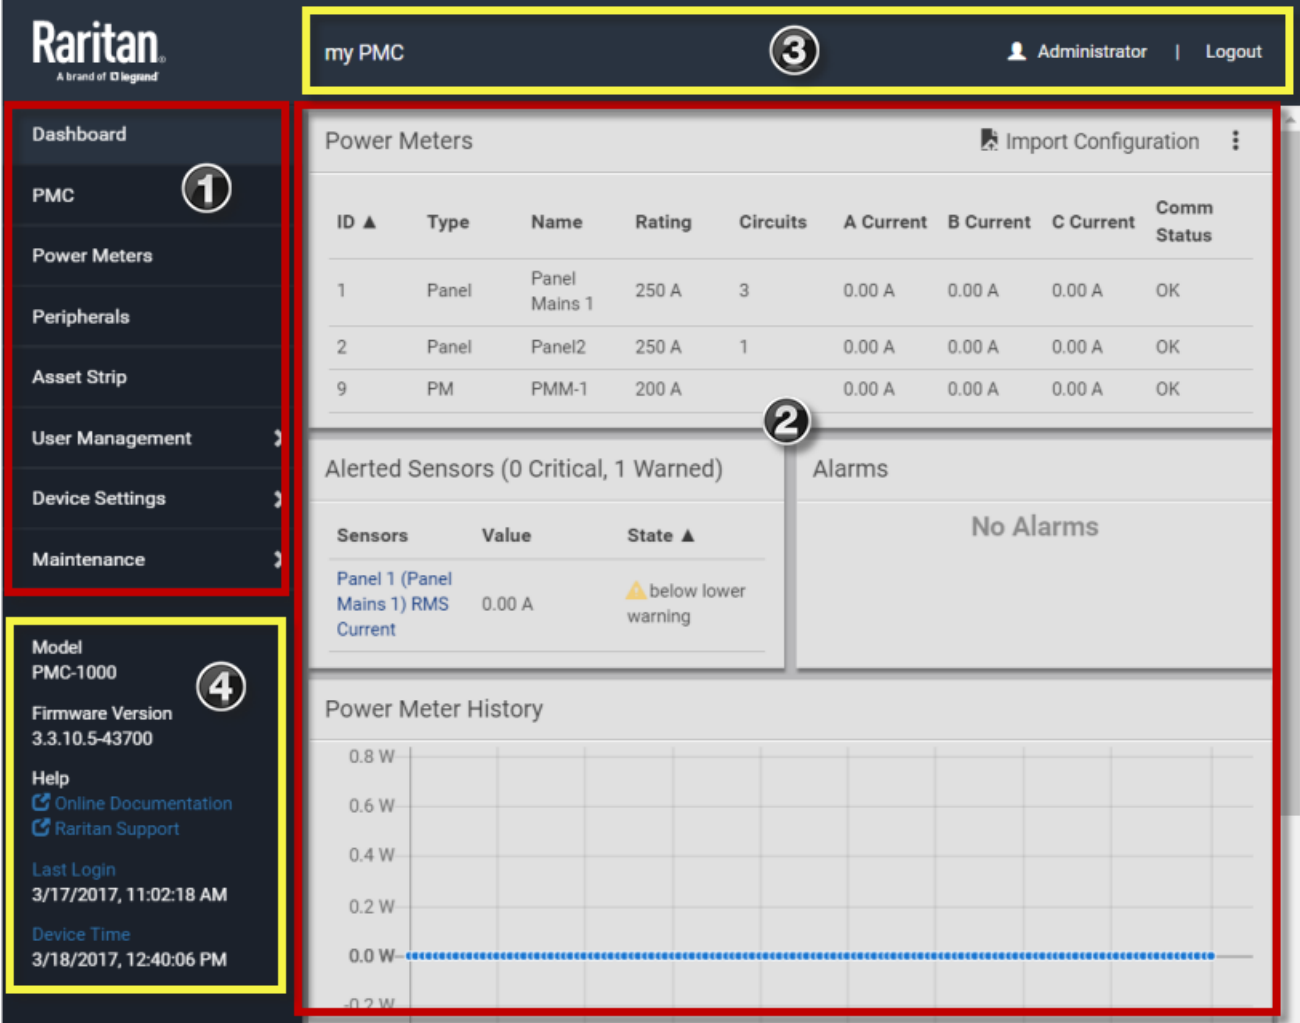 Raritan.
A brand of legrand
my PMC
3
Administrator | Logout
Dashboard
1
PMC
Power Meters
Peripherals
Asset Strip
User Management
Device Settings
Maintenance
Power Meters
Import Configuration
ID ▲ Type Name Rating Circuits A Current B Current C Current Comm
Status
1 Panel Panel
Mains 1 250 A 3 0.00 A 0.00 A 0.00 A OK
2 Panel Panel2 250 A 1 0.00 A 0.00 A 0.00 A OK
9 PM PMM-1 200 A 0.00 A 0.00 A 0.00 A OK
2
Alerted Sensors (0 Critical, 1 Warned)
Sensors Value State ▲
Panel 1 (Panel
Mains 1) RMS
Current
0.00 A
below lower
warning
Alarms
No Alarms
Model
PMC-1000
4
Firmware Version
3.3.10.5-43700
Help
Online Documentation
Raritan Support
Last Login
3/17/2017, 11:02:18 AM
Device Time
3/18/2017, 12:40:06 PM
Power Meter History
0.8 W
0.6 W
0.4 W
0.2 W
0.0 W
-0.2 W